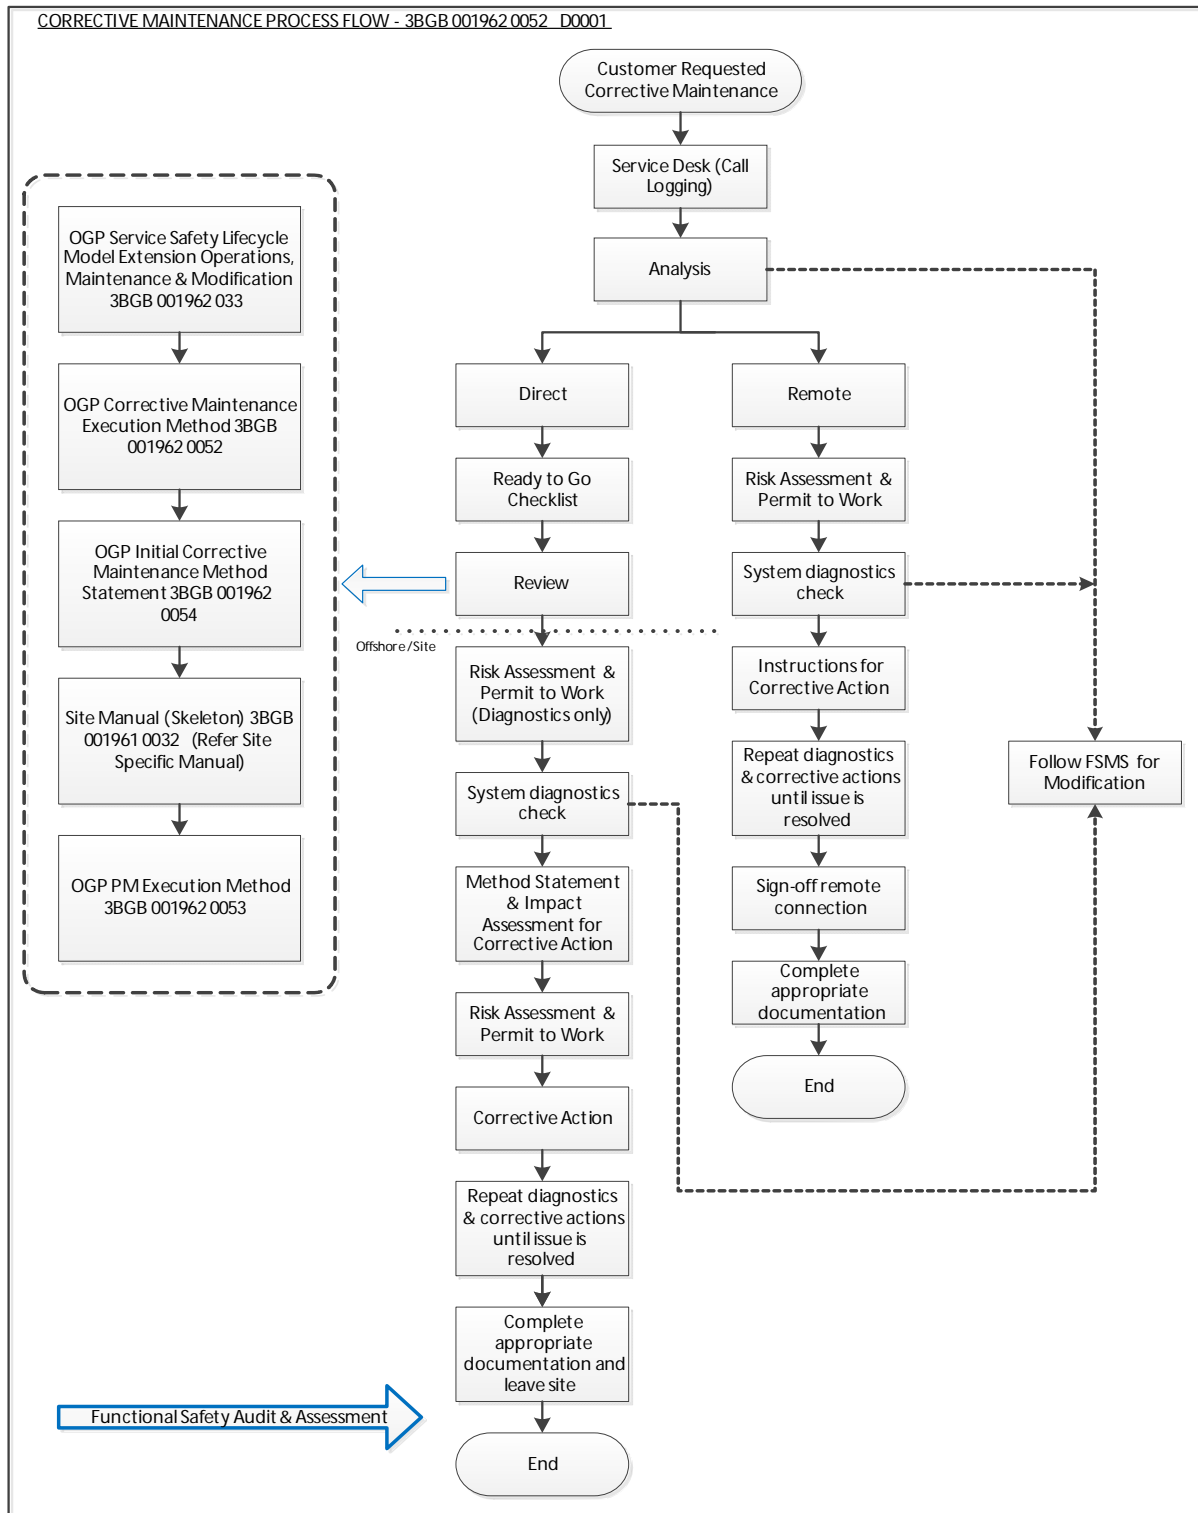 CORRECTIVE MAINTENANCE PROCESS FLOW - 3BGB 001962 0052 D0001
Customer Requested
Corrective Maintenance
Service Desk (Call
Logging)
Analysis
OGP Service Safety Lifecycle
Model Extension Operations,
Maintenance & Modification
3BGB 001962 033
OGP Corrective Maintenance
Execution Method 3BGB
001962 0052
OGP Initial Corrective
Maintenance Method
Statement 3BGB 001962
0054
Site Manual (Skeleton) 3BGB
001961 0032 (Refer Site
Specific Manual)
OGP PM Execution Method
3BGB 001962 0053
Direct
Ready to Go
Checklist
Review
Offshore/Site
Risk Assessment &
Permit to Work
(Diagnostics only)
System diagnostics
check
Method Statement
& Impact
Assessment for
Corrective Action
Risk Assessment &
Permit to Work
Corrective Action
Repeat diagnostics
& corrective actions
until issue is
resolved
Complete
appropriate
documentation and
leave site
End
Remote
Risk Assessment &
Permit to Work
System diagnostics
check
Instructions for
Corrective Action
Repeat diagnostics
& corrective actions
until issue is
resolved
Sign-off remote
connection
Complete
appropriate
documentation
End
Follow FSMS for
Modification
Functional Safety Audit & Assessment